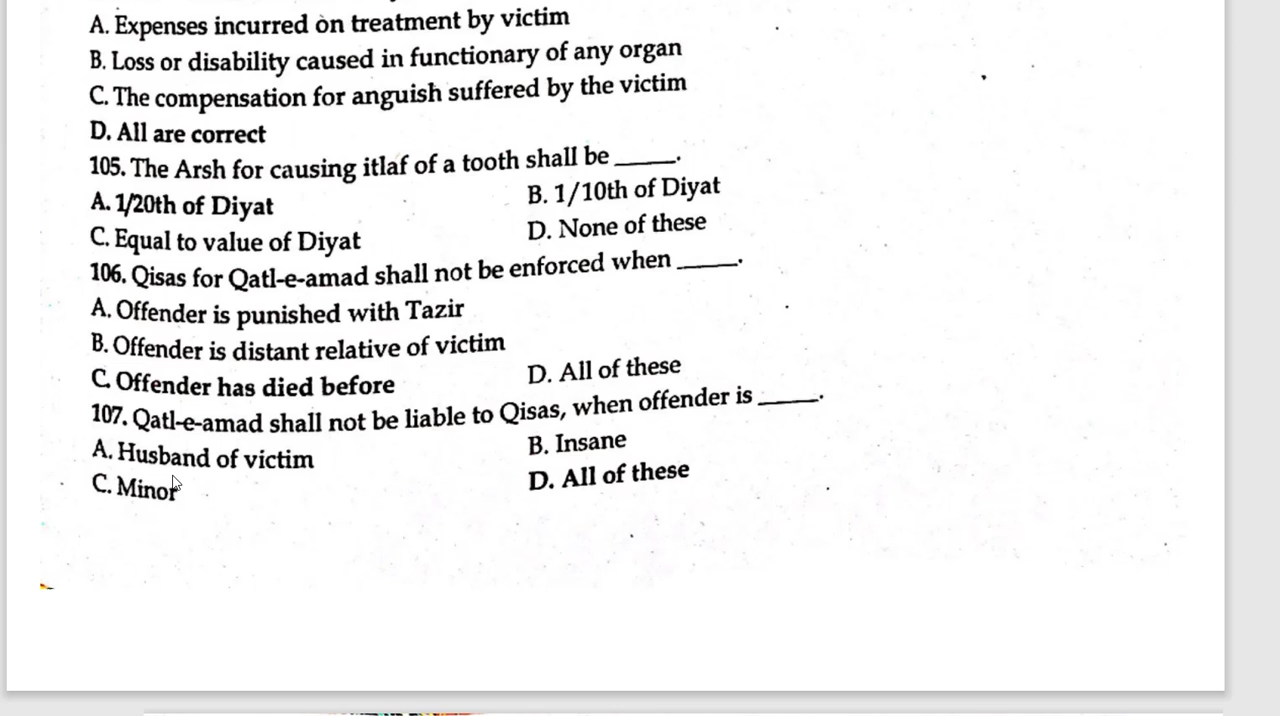 A. Expenses incurred on treatment by victim
B. Loss or disability caused in functionary of any organ
C. The compensation for anguish suffered by the victim
D. All are correct
105. The Arsh for causing itlaf of a tooth shall be _____.
A. 1/20th of Diyat B. 1/10th of Diyat
C. Equal to value of Diyat D. None of these
106. Qisas for Qatl-e-amad shall not be enforced when _____.
A. Offender is punished with Tazir
B. Offender is distant relative of victim
C. Offender has died before D. All of these
107. Qatl-e-amad shall not be liable to Qisas, when offender is _____.
A. Husband of victim B. Insane
C. Minor D. All of these